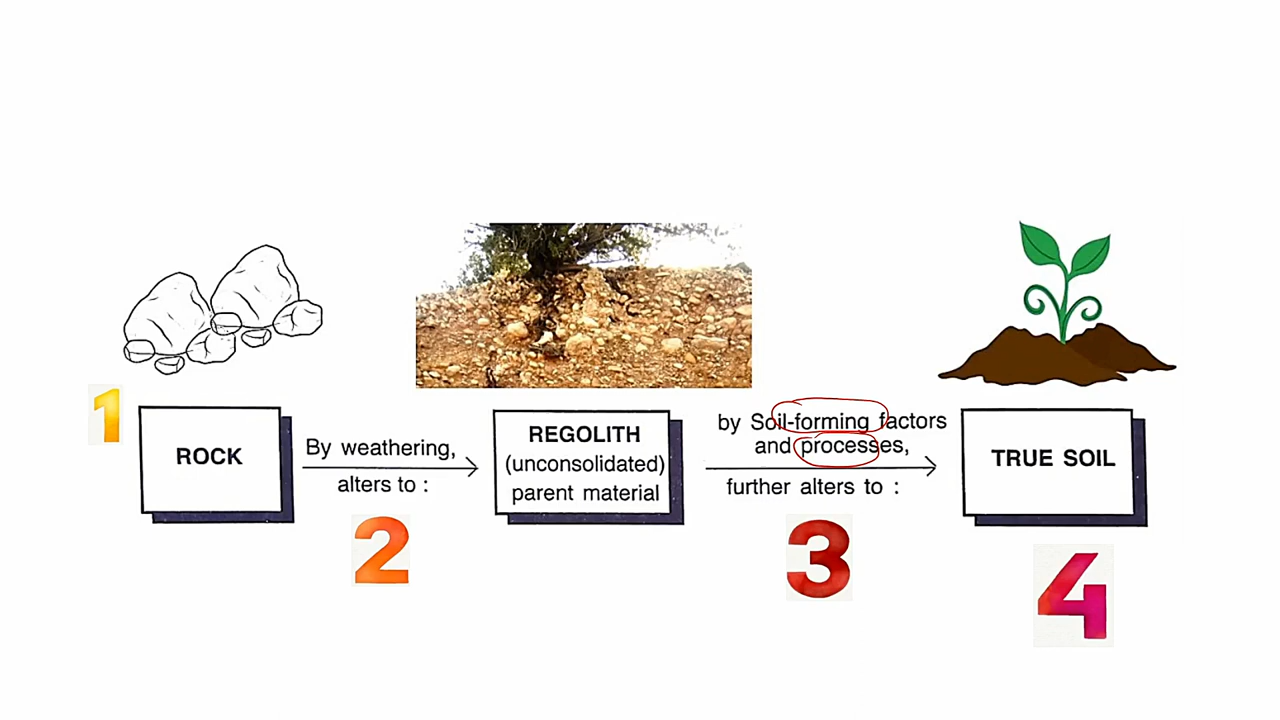 1
ROCK
By weathering,
alters to :
2
REGOLITH
(unconsolidated)
parent material
by Soil-forming factors
and processes,
further alters to :
3
TRUE SOIL
4